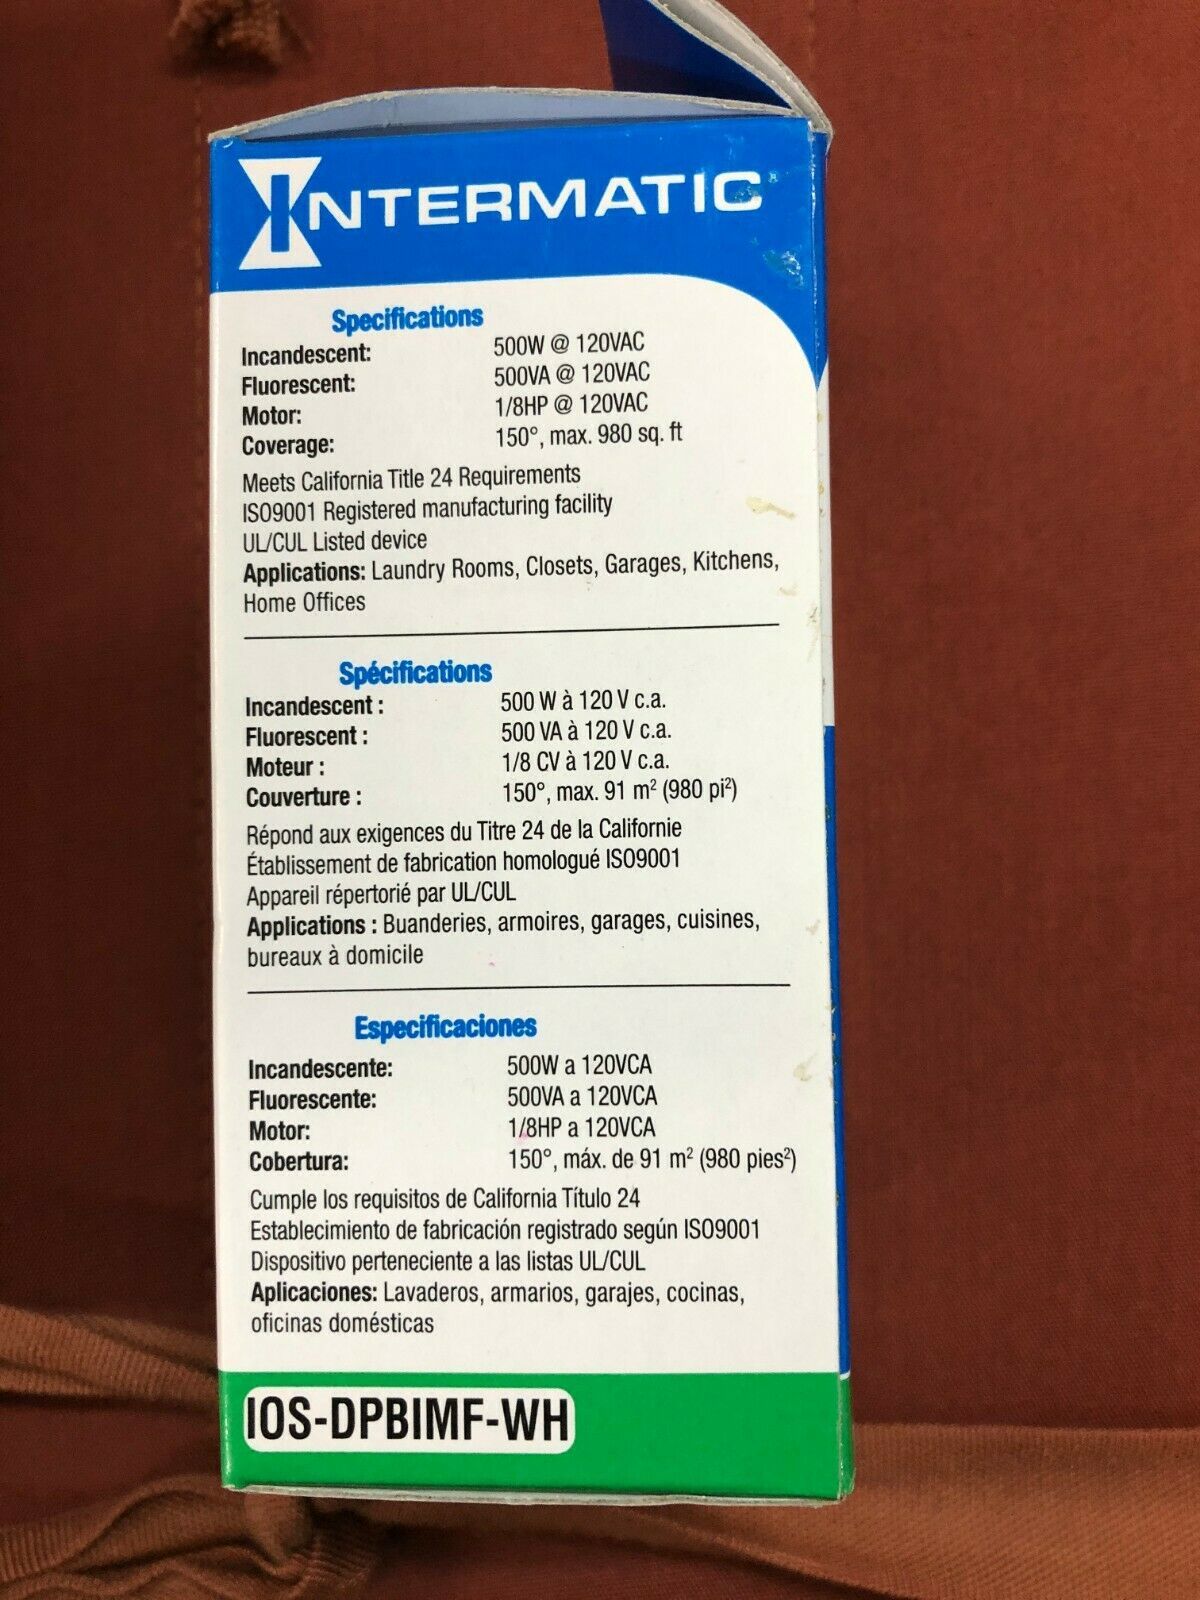 INTERMATIC®
Specifications
Incandescent: 500W @ 120VAC
Fluorescent: 500VA @ 120VAC
Motor: 1/8HP @ 120VAC
Coverage: 150°, max. 980 sq. ft
Meets California Title 24 Requirements
ISO9001 Registered manufacturing facility
UL/CUL Listed device
Applications: Laundry Rooms, Closets, Garages, Kitchens,
Home Offices
Spécifications
Incandescent : 500 W à 120 V c.a.
Fluorescent : 500 VA à 120 V c.a.
Moteur : 1/8 CV à 120 V c.a.
Couverture : 150°, max. 91 m² (980 pi²)
Répond aux exigences du Titre 24 de la Californie
Établissement de fabrication homologué ISO9001
Appareil répertorié par UL/CUL
Applications : Buanderies, armoires, garages, cuisines,
bureaux à domicile
Especificaciones
Incandescente: 500W a 120VCA
Fluorescente: 500VA a 120VCA
Motor: 1/8HP a 120VCA
Cobertura: 150°, máx. de 91 m² (980 pies²)
Cumple los requisitos de California Título 24
Establecimiento de fabricación registrado según ISO9001
Dispositivo perteneciente a las listas UL/CUL
Aplicaciones: Lavaderos, armarios, garajes, cocinas,
oficinas domésticas
IOS-DPBIMF-WH